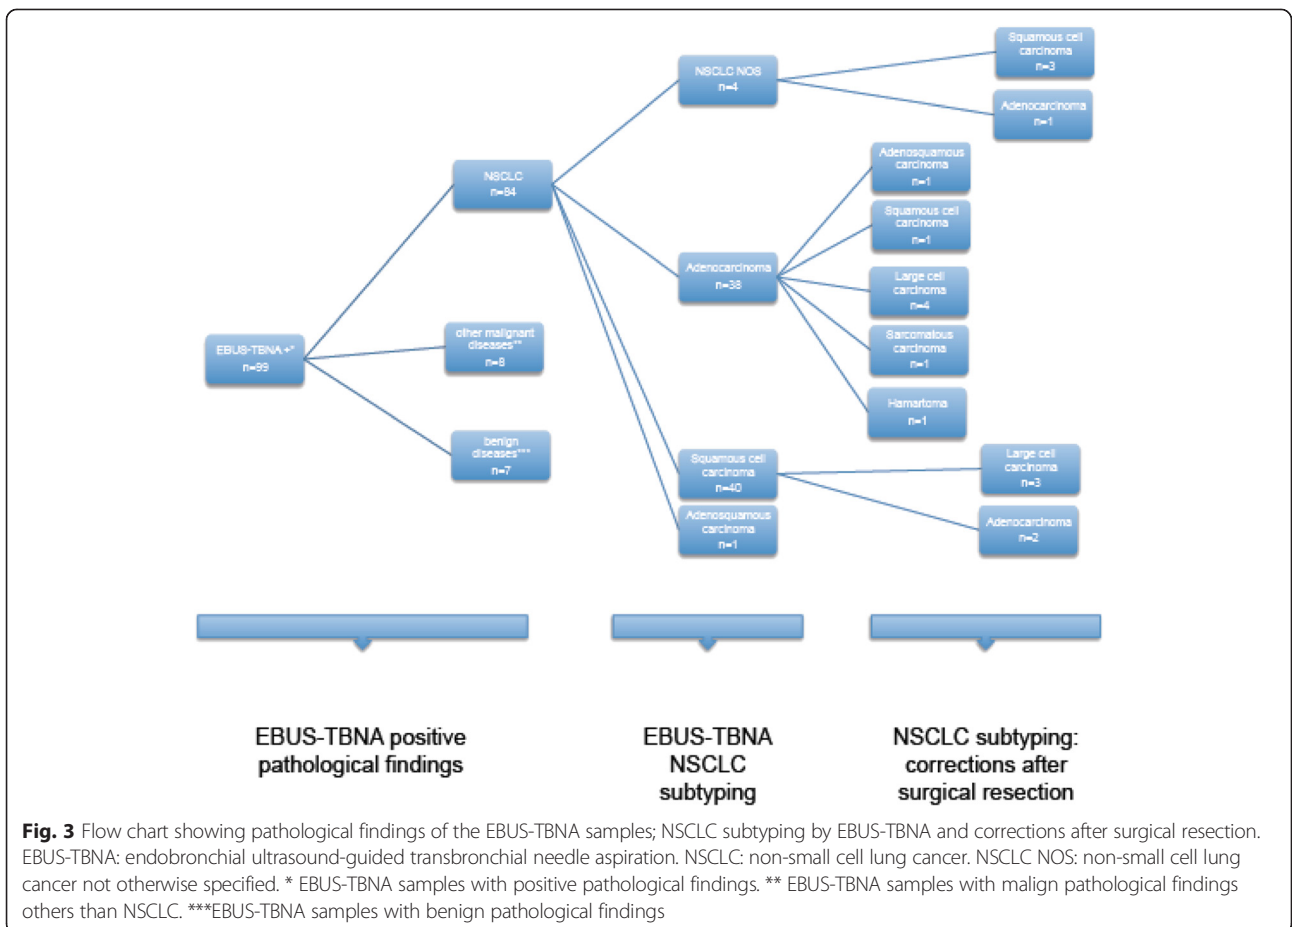 Squamous cell
carcinoma
n=3
NSCLC NOS
n=4
Adenocarcinoma
n=1
Adenosquamous
carcinoma
n=1
NSCLC
n=84
Squamous cell
carcinoma
n=1
Adenocarcinoma
n=38
Large cell
carcinoma
n=4
other malignant
diseases**
n=8
Sarcomatous
carcinoma
n=1
EBUS-TBNA +*
n=99
Hamartoma
n=1
benign
diseases***
n=7
Squamous cell
carcinoma
n=40
Large cell
carcinoma
n=3
Adenosquamous
carcinoma
n=1
Adenocarcinoma
n=2
EBUS-TBNA positive
pathological findings
EBUS-TBNA
NSCLC
subtyping
NSCLC subtyping:
corrections after
surgical resection
Fig. 3 Flow chart showing pathological findings of the EBUS-TBNA samples; NSCLC subtyping by EBUS-TBNA and corrections after surgical resection.
EBUS-TBNA: endobronchial ultrasound-guided transbronchial needle aspiration. NSCLC: non-small cell lung cancer. NSCLC NOS: non-small cell lung
cancer not otherwise specified. * EBUS-TBNA samples with positive pathological findings. ** EBUS-TBNA samples with malign pathological findings
others than NSCLC. ***EBUS-TBNA samples with benign pathological findings